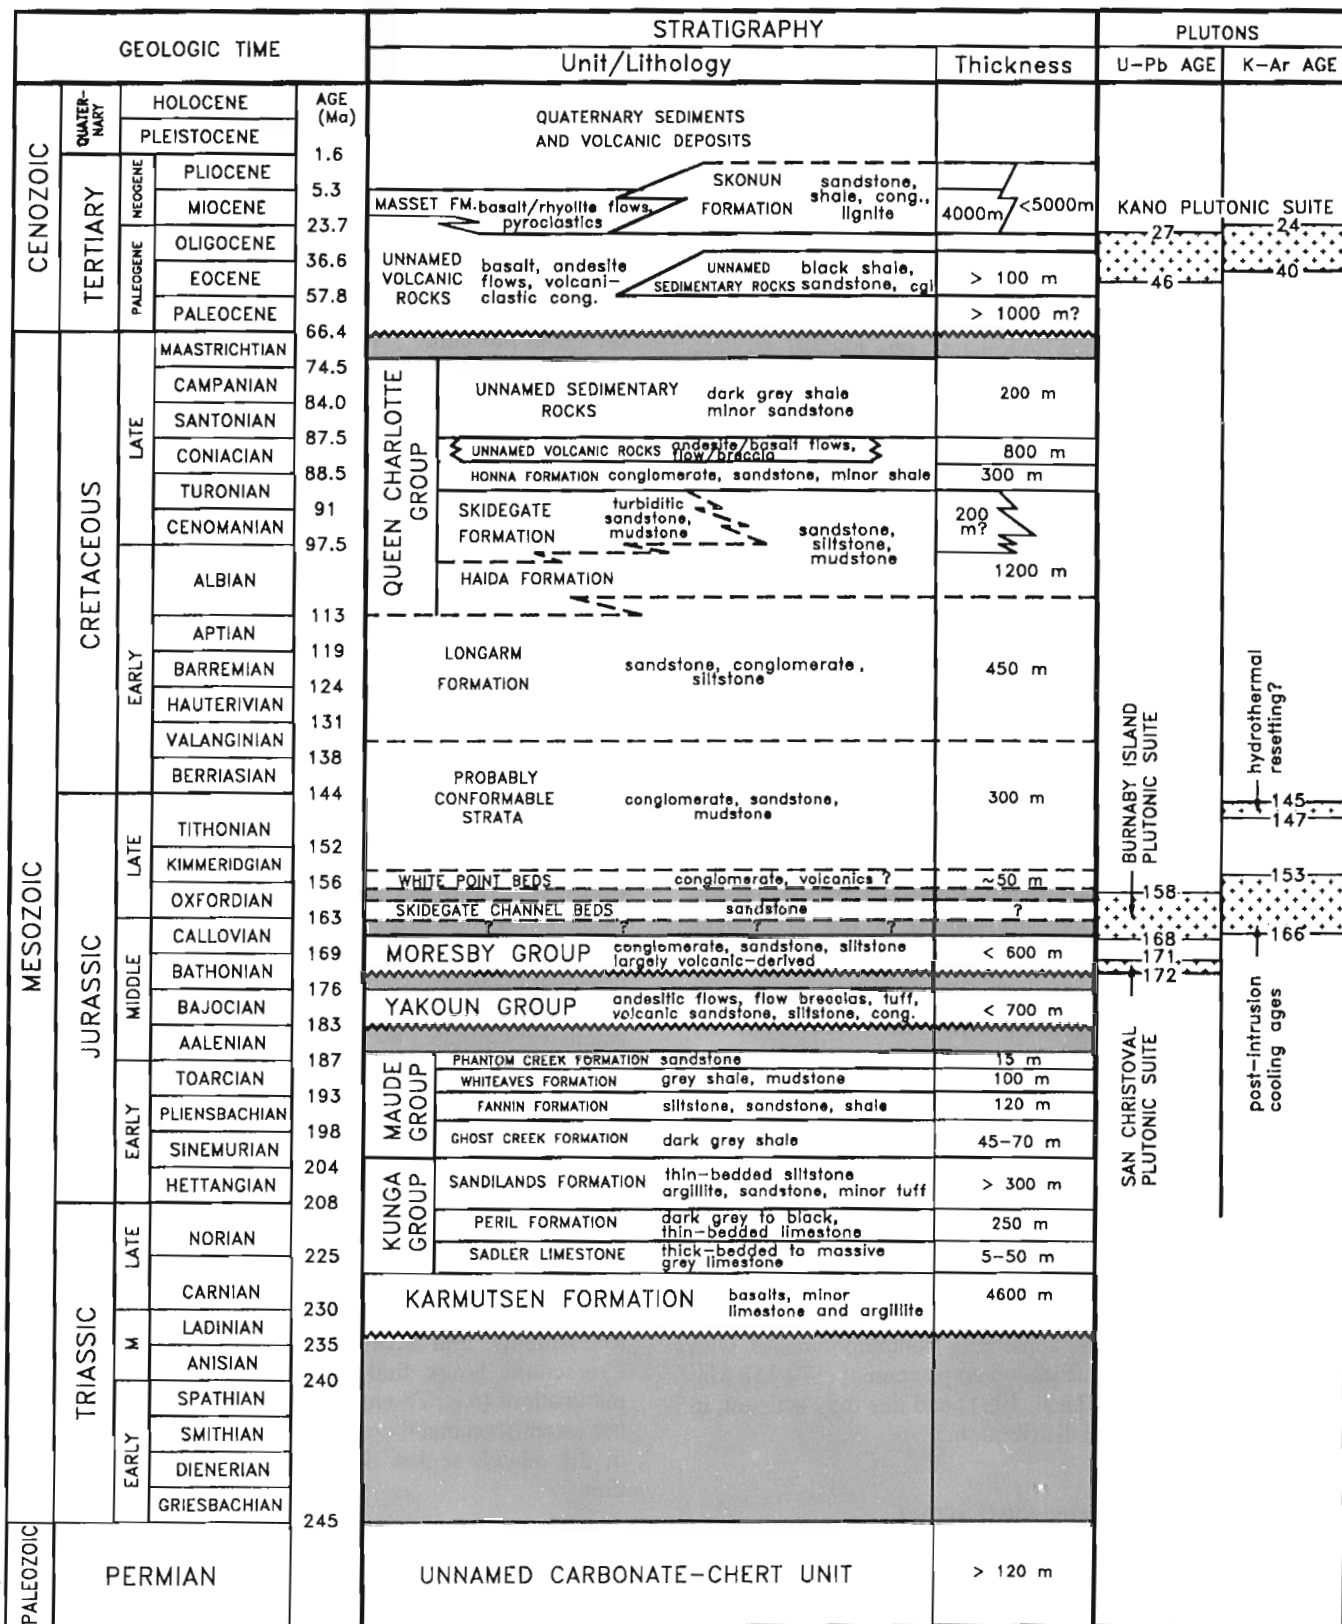 GEOLOGIC TIME
STRATIGRAPHY
PLUTONS
Unit/Lithology
Thickness
U-Pb AGE
K-Ar AGE
CENOZOIC
QUATER-
NARY
HOLOCENE
AGE
(Ma)
PLEISTOCENE
QUATERNARY SEDIMENTS
AND VOLCANIC DEPOSITS
1.6
TERTIARY
NEOGENE
PLIOCENE
5.3
MIOCENE
23.7
MASSET FM. basalt/rhyolite flows,
pyroclastics
SKONUN
FORMATION
sandstone,
shale, cong.,
lignite
4000m
<5000m
KANO PLUTONIC SUITE
27
24
40
46
PALEOGENE
OLIGOCENE
36.6
EOCENE
57.8
PALEOCENE
66.4
UNNAMED
VOLCANIC
ROCKS
basalt, andesite
flows, volcani-
clastic cong.
UNNAMED
SEDIMENTARY ROCKS
black shale,
sandstone, cgl
> 100 m
> 1000 m?
MESOZOIC
CRETACEOUS
LATE
MAASTRICHTIAN
74.5
CAMPANIAN
84.0
SANTONIAN
87.5
CONIACIAN
88.5
TURONIAN
91
CENOMANIAN
97.5
QUEEN CHARLOTTE
GROUP
UNNAMED SEDIMENTARY
ROCKS
dark grey shale
minor sandstone
200 m
UNNAMED VOLCANIC ROCKS
andesite/basalt flows,
flow/breccia
800 m
HONNA FORMATION conglomerate, sandstone, minor shale
300 m
SKIDEGATE
FORMATION
turbiditic
sandstone,
mudstone
200
m?
sandstone,
siltstone,
mudstone
HAIDA FORMATION
1200 m
EARLY
ALBIAN
113
APTIAN
119
BARREMIAN
124
HAUTERIVIAN
131
VALANGINIAN
138
BERRIASIAN
144
LONGARM
FORMATION
sandstone, conglomerate,
siltstone
450 m
PROBABLY
CONFORMABLE
STRATA
conglomerate, sandstone,
mudstone
300 m
BURNABY ISLAND
PLUTONIC SUITE
hydrothermal
resetting?
145
147
JURASSIC
LATE
TITHONIAN
152
KIMMERIDGIAN
156
OXFORDIAN
163
WHITE POINT BEDS
conglomerate, volcanics ?
~50 m
SKIDEGATE CHANNEL BEDS
sandstone
?
? ? ? ?
153
158
166
168
171
172
MIDDLE
CALLOVIAN
169
BATHONIAN
176
BAJOCIAN
183
AALENIAN
187
MORESBY GROUP
conglomerate, sandstone, siltstone
largely volcanic-derived
< 600 m
YAKOUN GROUP
andesitic flows, flow breccias, tuff,
volcanic sandstone, siltstone, cong.
< 700 m
SAN CHRISTOVAL
PLUTONIC SUITE
post-intrusion
cooling ages
EARLY
TOARCIAN
193
PLIENSBACHIAN
198
SINEMURIAN
204
HETTANGIAN
208
MAUDE
GROUP
PHANTOM CREEK FORMATION sandstone
15 m
WHITEAVES FORMATION
grey shale, mudstone
100 m
FANNIN FORMATION
siltstone, sandstone, shale
120 m
GHOST CREEK FORMATION
dark grey shale
45-70 m
KUNGA
GROUP
SANDILANDS FORMATION
thin-bedded siltstone
argillite, sandstone, minor tuff
> 300 m
PERIL FORMATION
dark grey to black,
thin-bedded limestone
250 m
SADLER LIMESTONE
thick-bedded to massive
grey limestone
5-50 m
TRIASSIC
LATE
NORIAN
225
CARNIAN
230
M
LADINIAN
235
ANISIAN
240
KARMUTSEN FORMATION
basalts, minor
limestone and argillite
4600 m
EARLY
SPATHIAN
SMITHIAN
DIENERIAN
GRIESBACHIAN
245
PALEOZOIC
PERMIAN
UNNAMED CARBONATE-CHERT UNIT
> 120 m